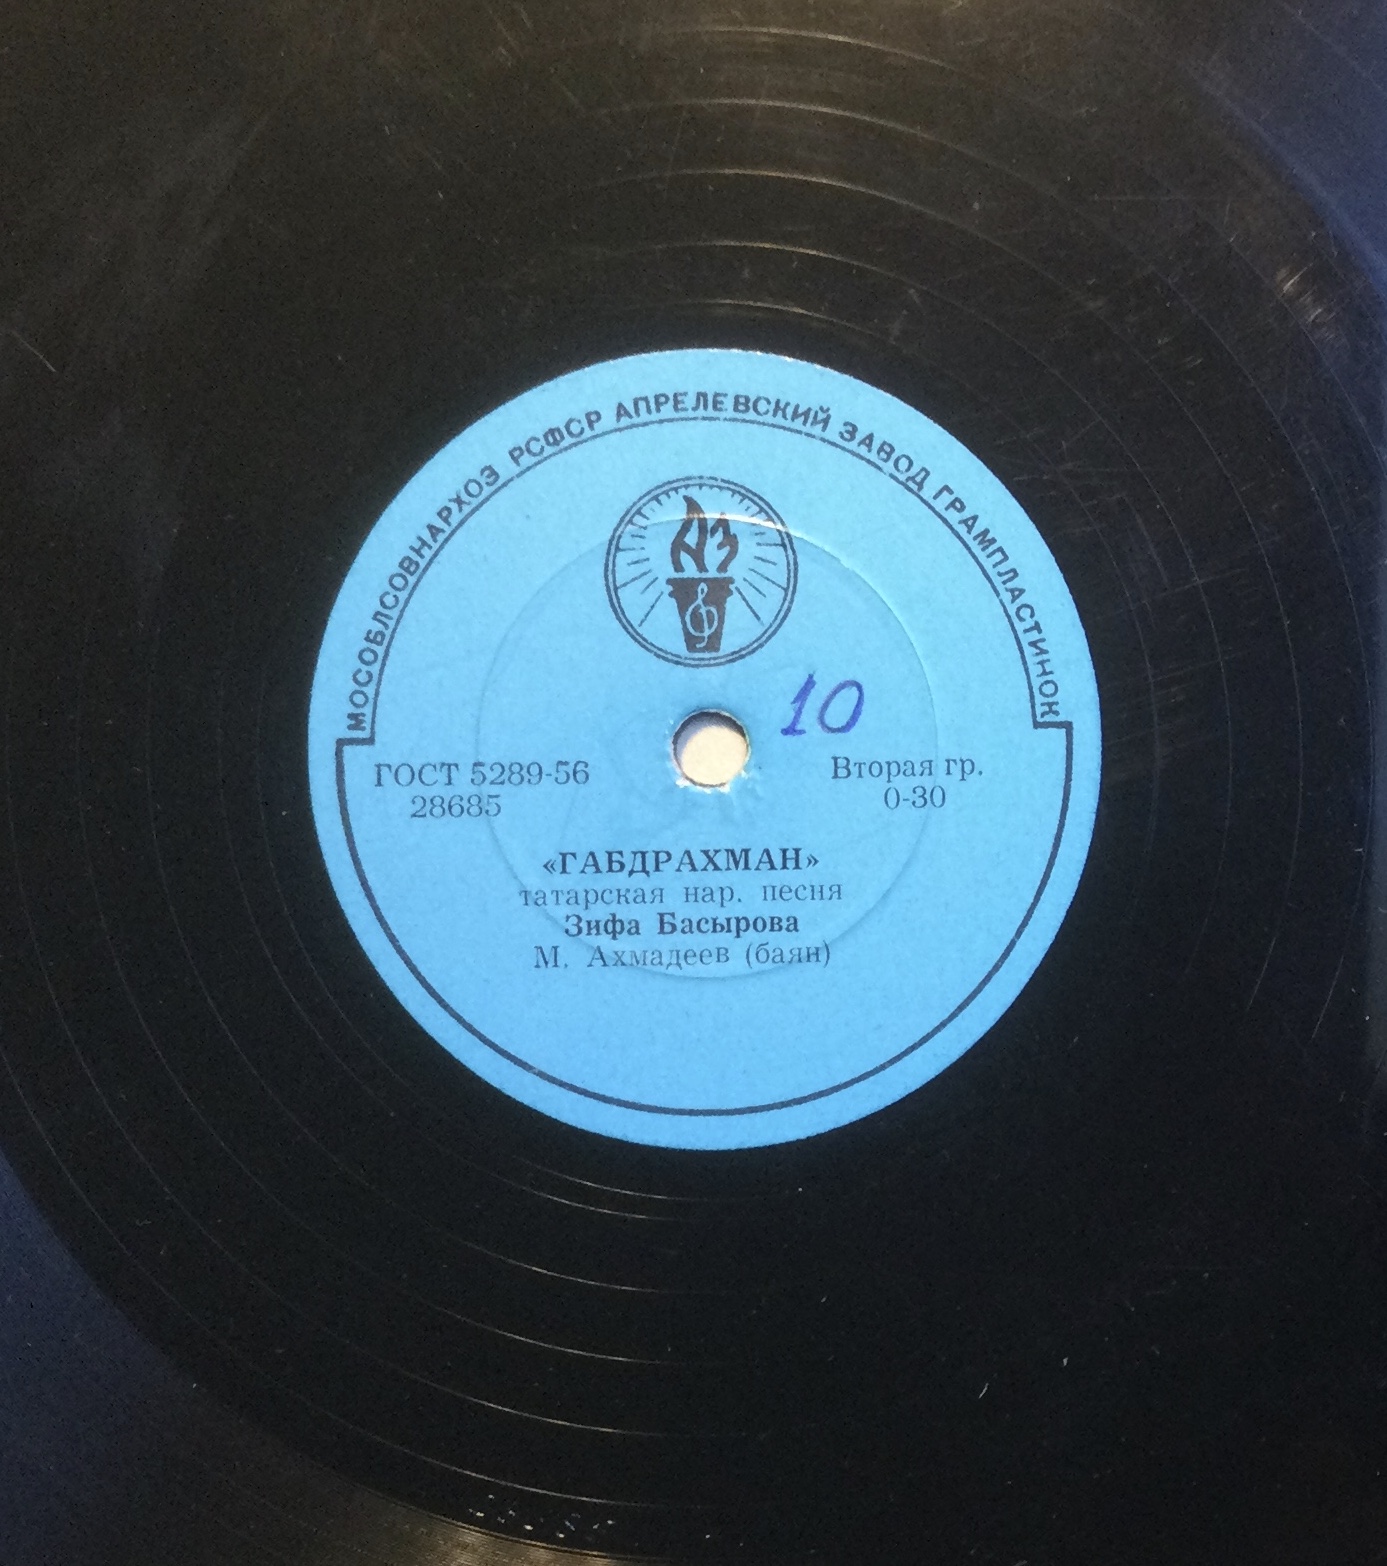 МОСОБЛСОВНАРХОЗ РСФСР АПРЕЛЕВСКИЙ ЗАВОД ГРАМПЛАСТИНОК
АЗ
10
ГОСТ 5289-56
28685
Вторая гр.
0-30
«ГАБДРАХМАН»
татарская нар. песня
Зифа Басырова
М. Ахмадеев (баян)